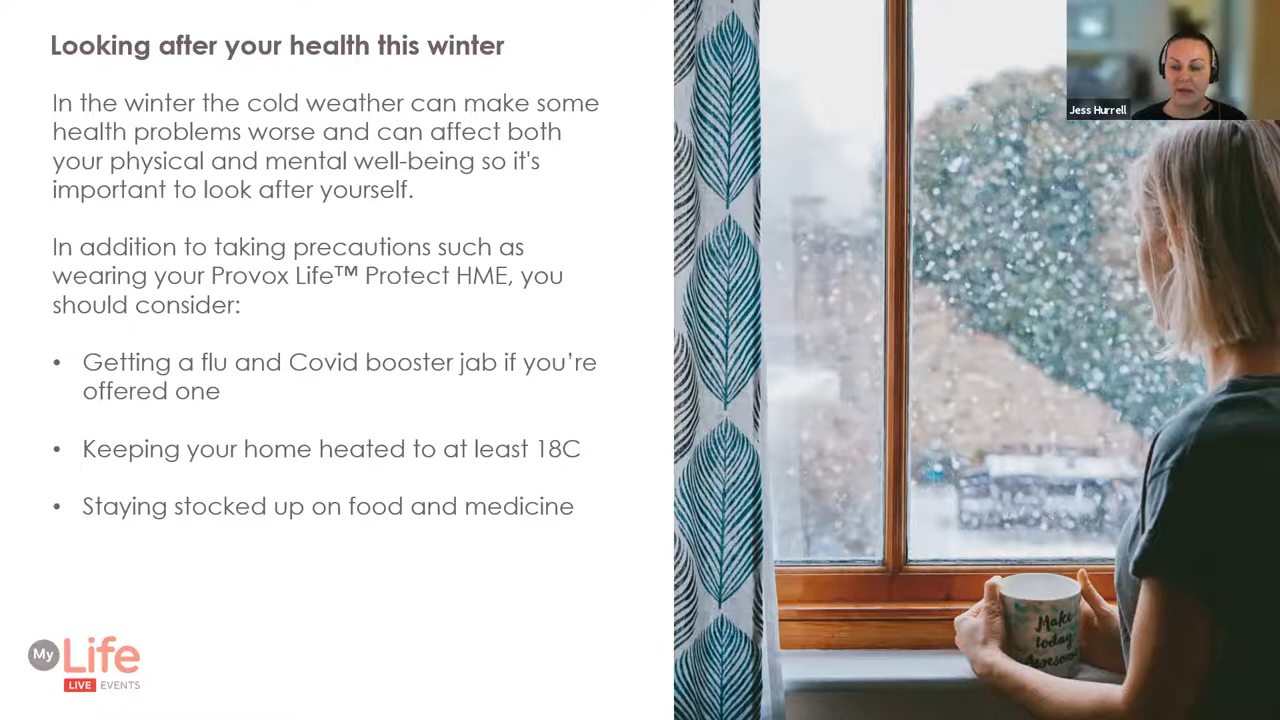 Looking after your health this winter
In the winter the cold weather can make some
health problems worse and can affect both
your physical and mental well-being so it's
important to look after yourself.
In addition to taking precautions such as
wearing your Provox Life™ Protect HME, you
should consider:
• Getting a flu and Covid booster jab if you’re
offered one
• Keeping your home heated to at least 18C
• Staying stocked up on food and medicine
My Life
LIVE EVENTS
Jess Hurrell
Make
today
Awesome